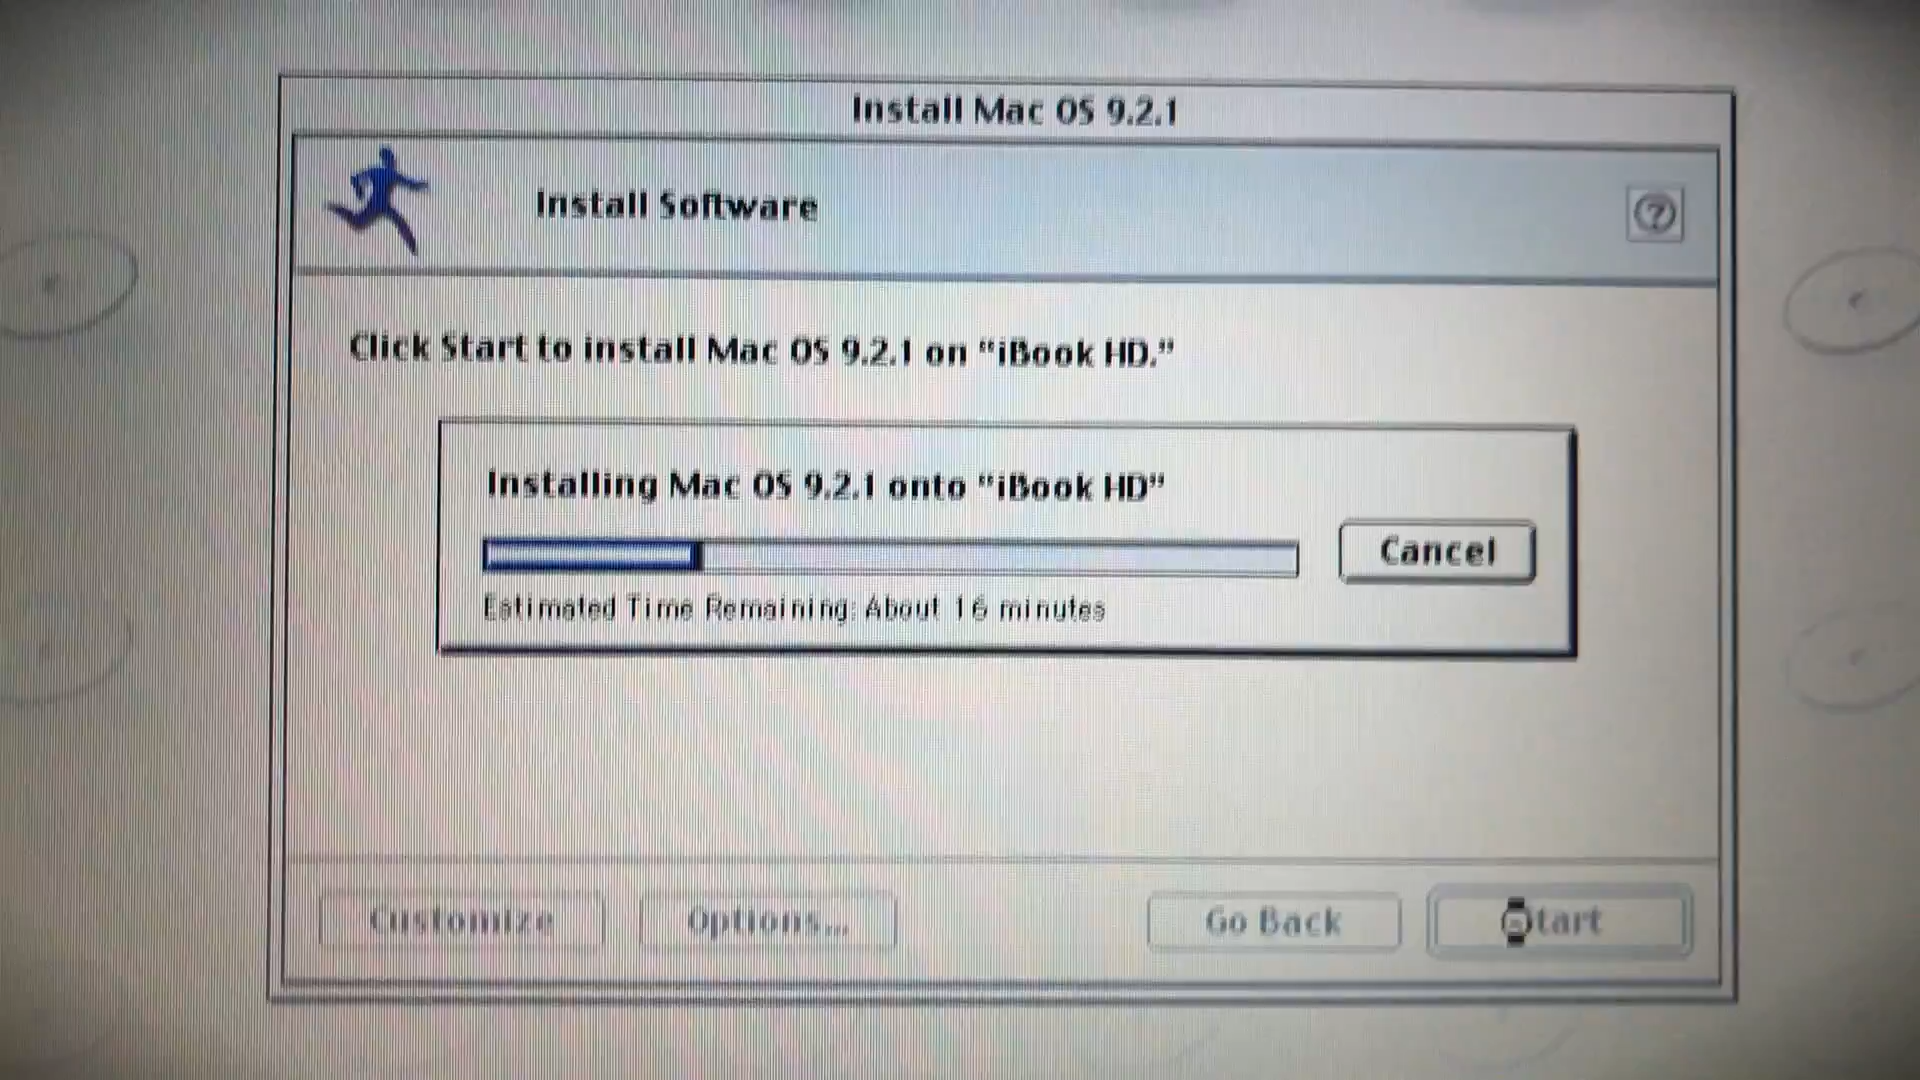 Install Mac OS 9.2.1
Install Software
?
Click Start to install Mac OS 9.2.1 on “iBook HD.”
Installing Mac OS 9.2.1 onto “iBook HD”
Cancel
Estimated Time Remaining: About 16 minutes
Customize Options... Go Back Start